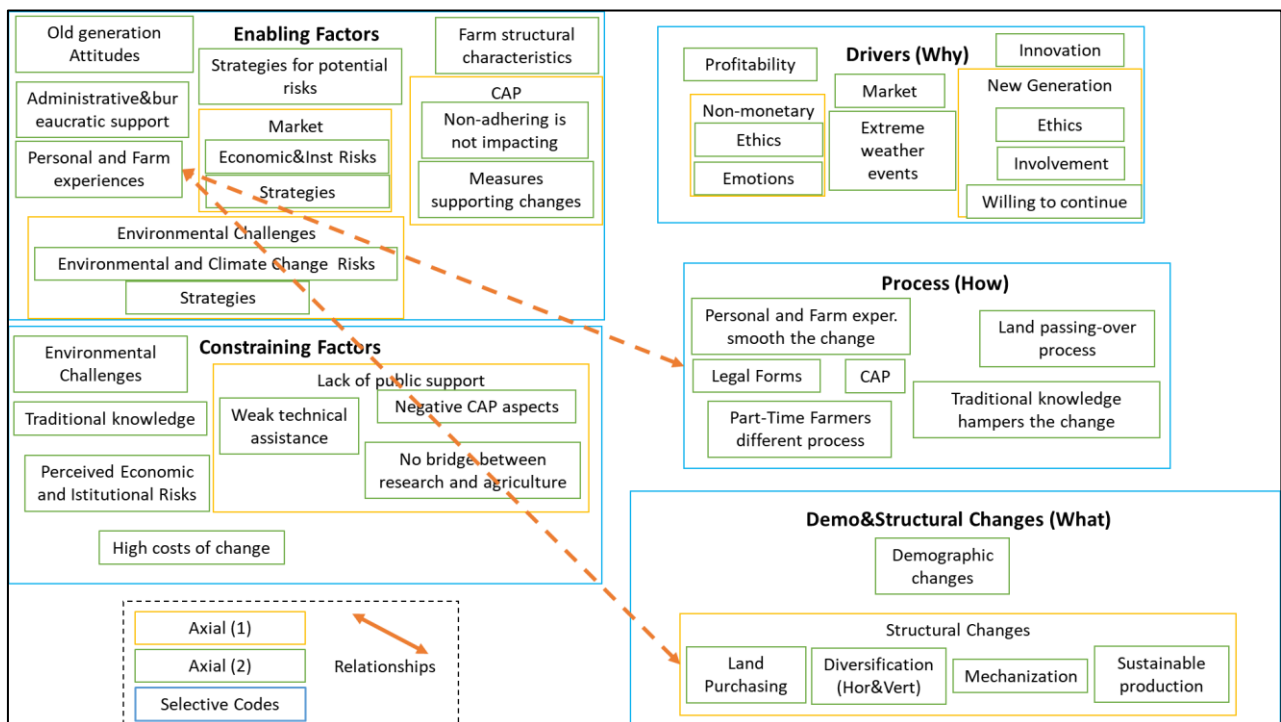 Old generation
Attitudes
Enabling Factors
Strategies for potential
risks
Farm structural
characteristics
Administrative&bur
eaucratic support
Personal and Farm
experiences
Market
Economic&Inst Risks
Strategies
CAP
Non-adhering is
not impacting
Measures
supporting changes
Environmental Challenges
Environmental and Climate Change Risks
Strategies
Drivers (Why)
Innovation
Profitability
Market
Non-monetary
Ethics
Emotions
Extreme
weather
events
New Generation
Ethics
Involvement
Willing to continue
Process (How)
Personal and Farm exper.
smooth the change
Land passing-over
process
Legal Forms
CAP
Part-Time Farmers
different process
Traditional knowledge
hampers the change
Constraining Factors
Environmental
Challenges
Traditional knowledge
Perceived Economic
and Istitutional Risks
High costs of change
Lack of public support
Weak technical
assistance
Negative CAP aspects
No bridge between
research and agriculture
Demo&Structural Changes (What)
Demographic
changes
Structural Changes
Land
Purchasing
Diversification
(Hor&Vert)
Mechanization
Sustainable
production
Axial (1)
Axial (2)
Selective Codes
Relationships